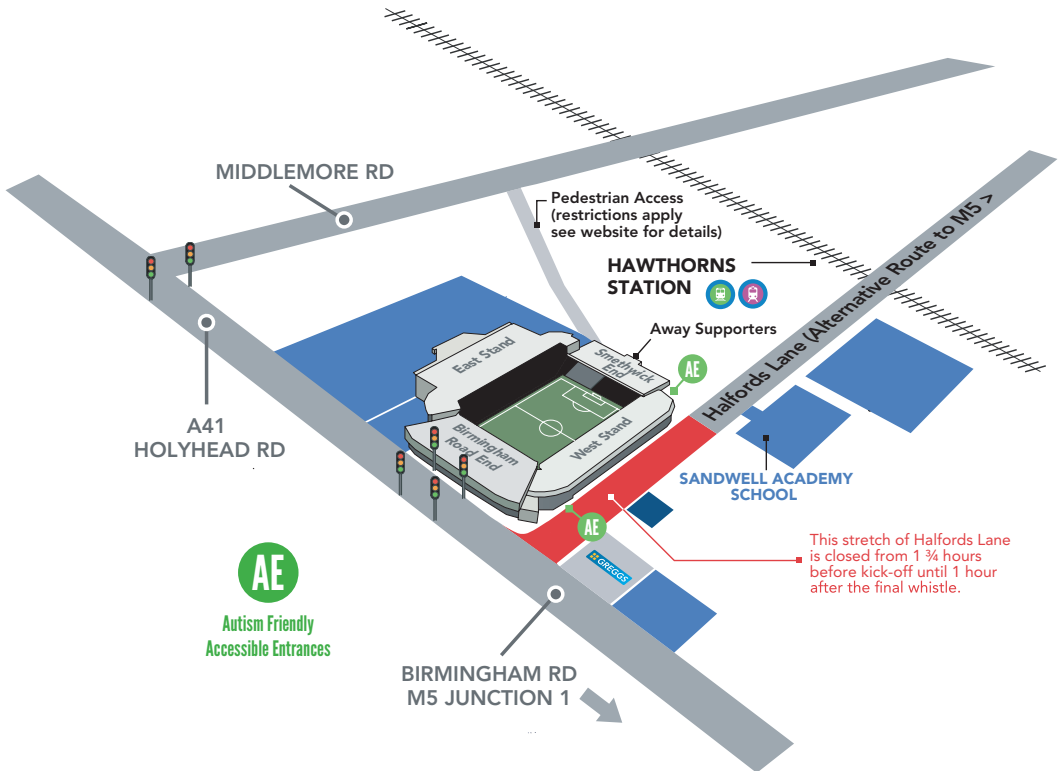 MIDDLEMORE RD
Pedestrian Access
(restrictions apply
see website for details)
HAWTHORNS
STATION
Halfords Lane (Alternative Route to M5 >
Away Supporters
East Stand
Smethwick
End
AE
A41
HOLYHEAD RD
Birmingham
Road End
West Stand
SANDWELL ACADEMY
SCHOOL
AE
This stretch of Halfords Lane
is closed from 1 ¾ hours
before kick-off until 1 hour
after the final whistle.
GREGGS
AE
Autism Friendly
Accessible Entrances
BIRMINGHAM RD
M5 JUNCTION 1